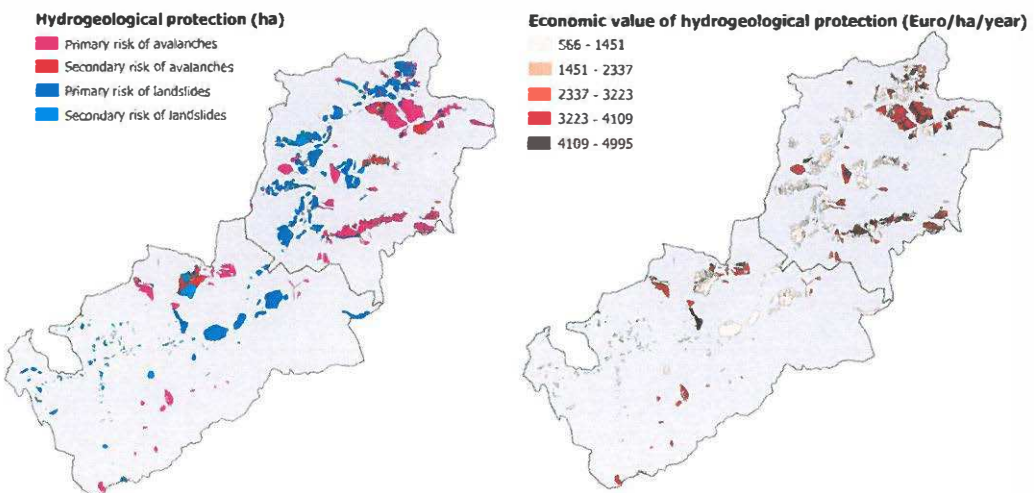 Hydrogeological protection (ha)
Primary risk of avalanches
Secondary risk of avalanches
Primary risk of landslides
Secondary risk of landslides
Economic value of hydrogeological protection (Euro/ha/year)
566 - 1451
1451 - 2337
2337 - 3223
3223 - 4109
4109 - 4995